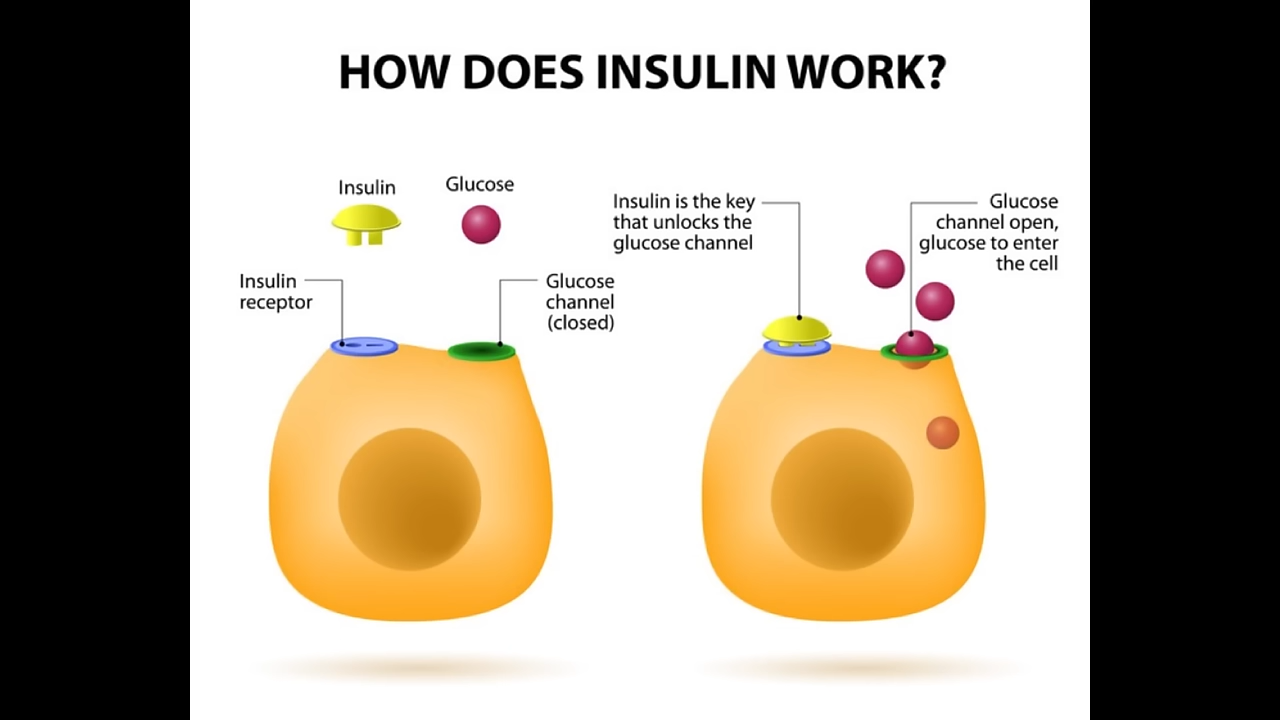 HOW DOES INSULIN WORK?
Insulin
Glucose
Insulin
receptor
Glucose
channel
(closed)
Insulin is the key
that unlocks the
glucose channel
Glucose
channel open,
glucose to enter
the cell